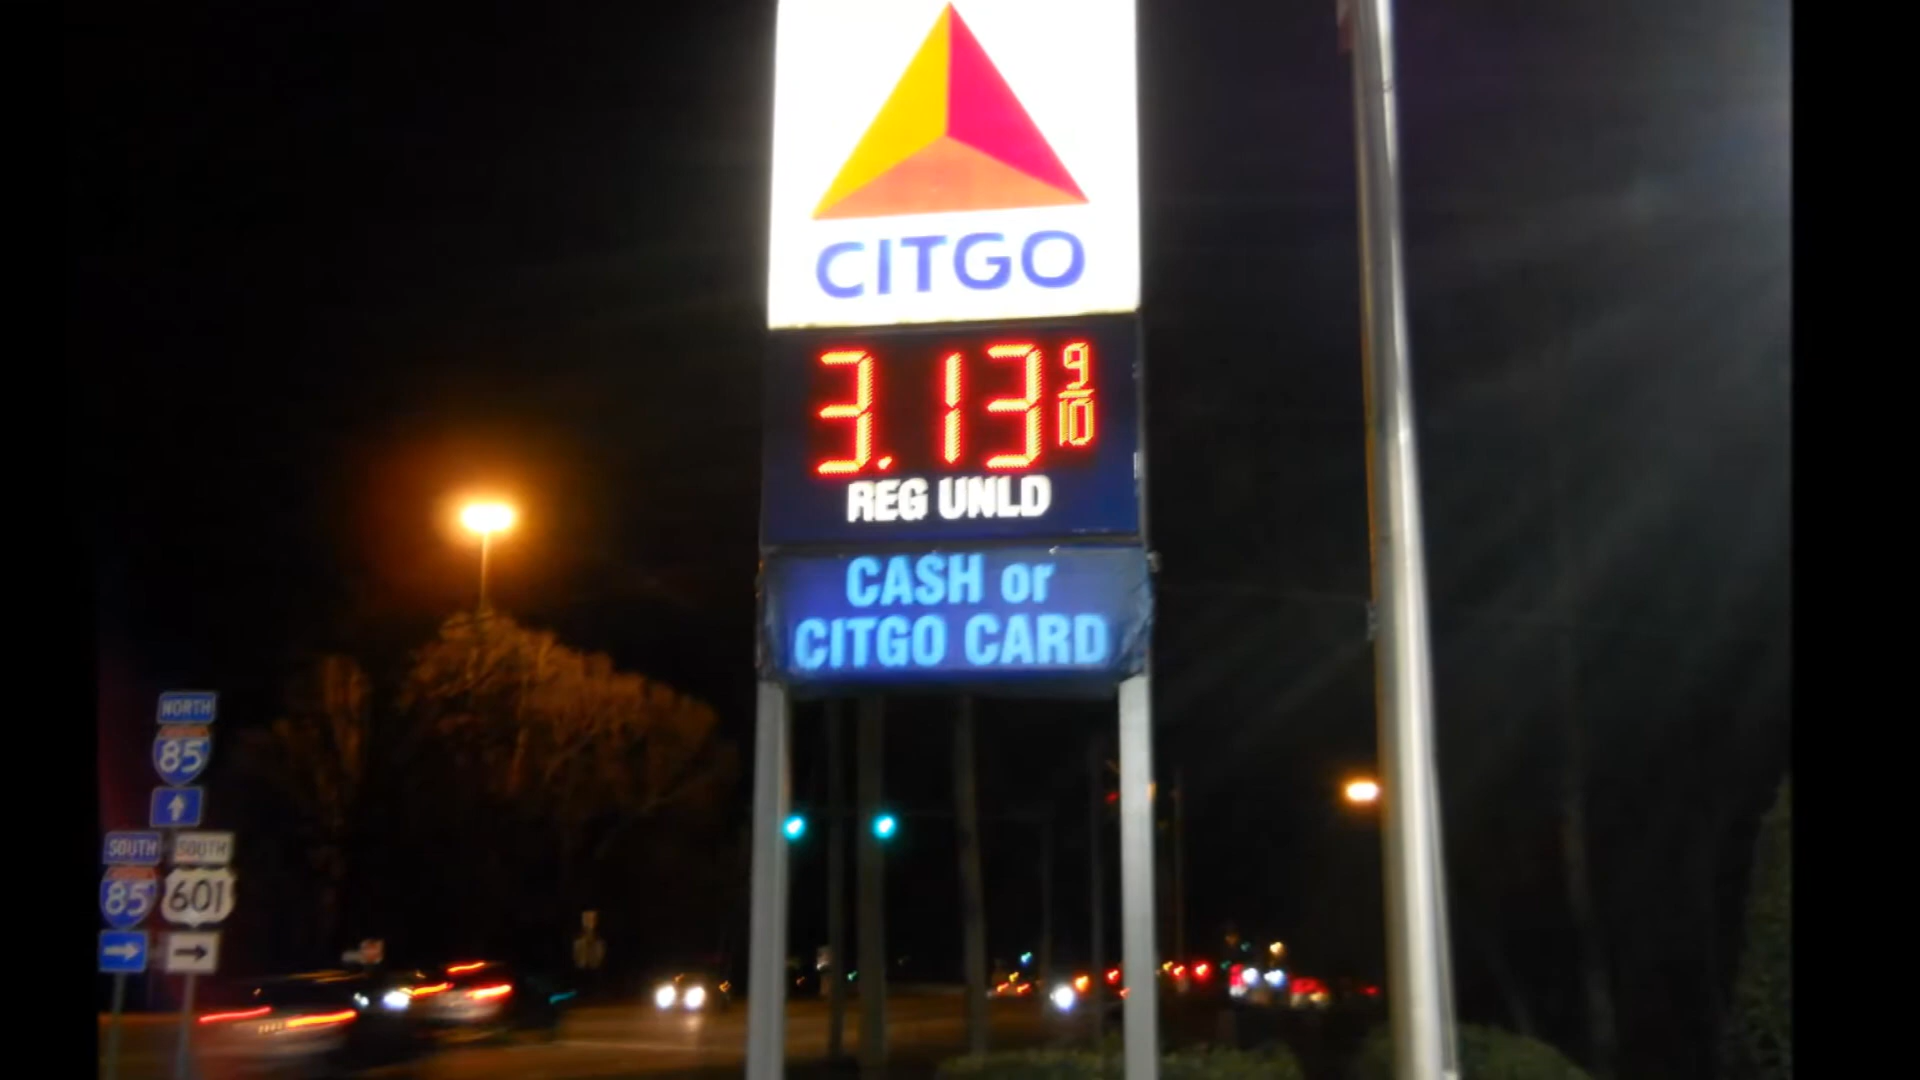 CITGO
3.13 9/10
REG UNLD
CASH or
CITGO CARD
NORTH
85
SOUTH SOUTH
85 601